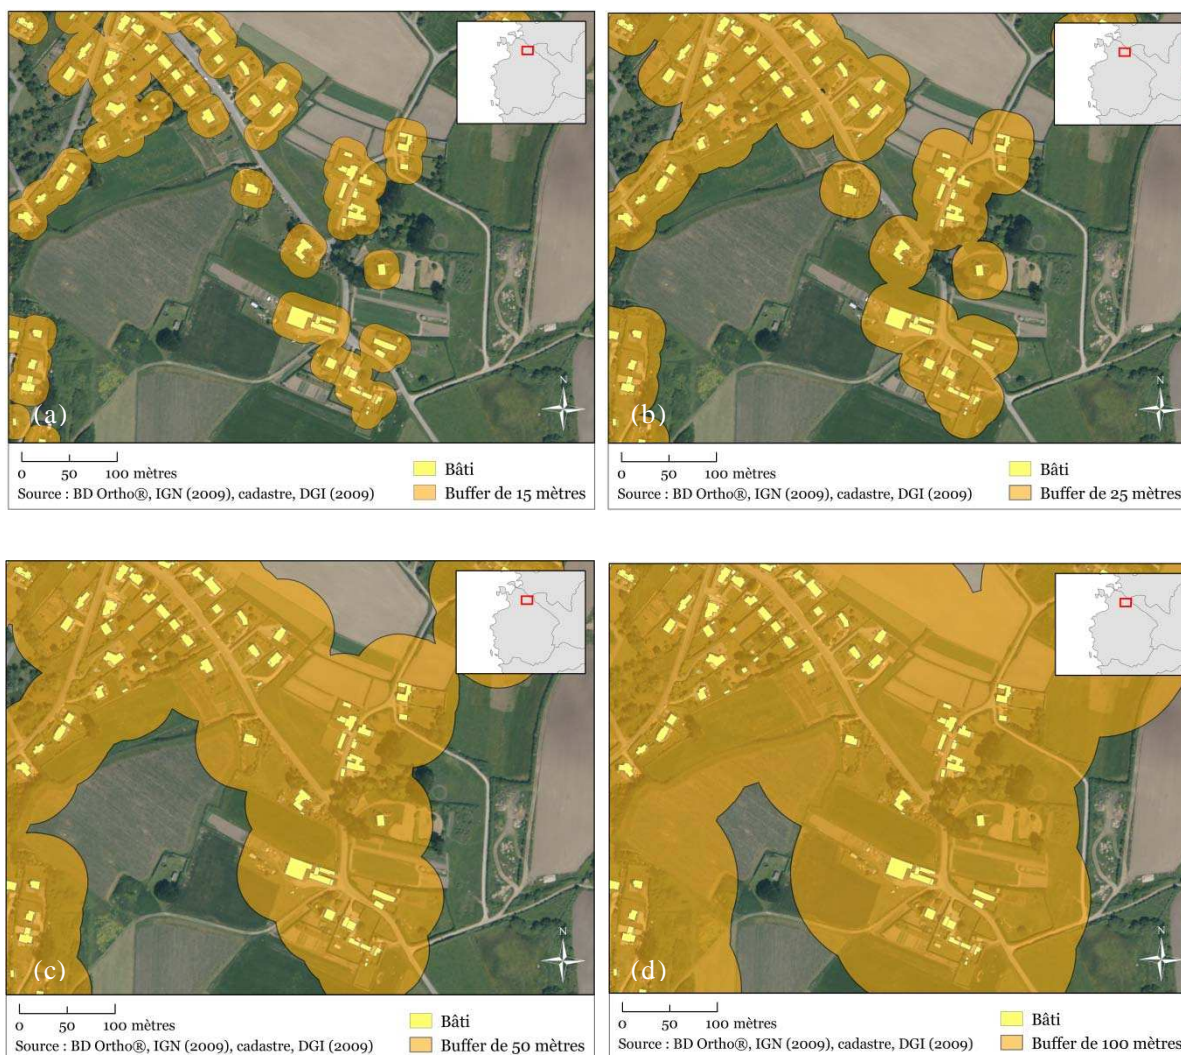 N
(a)
0 50 100 mètres
Bâti
Source : BD Ortho®, IGN (2009), cadastre, DGI (2009)
Buffer de 15 mètres
N
(b)
0 50 100 mètres
Bâti
Source : BD Ortho®, IGN (2009), cadastre, DGI (2009)
Buffer de 25 mètres
N
(c)
0 50 100 mètres
Bâti
Source : BD Ortho®, IGN (2009), cadastre, DGI (2009)
Buffer de 50 mètres
N
(d)
0 50 100 mètres
Bâti
Source : BD Ortho®, IGN (2009), cadastre, DGI (2009)
Buffer de 100 mètres